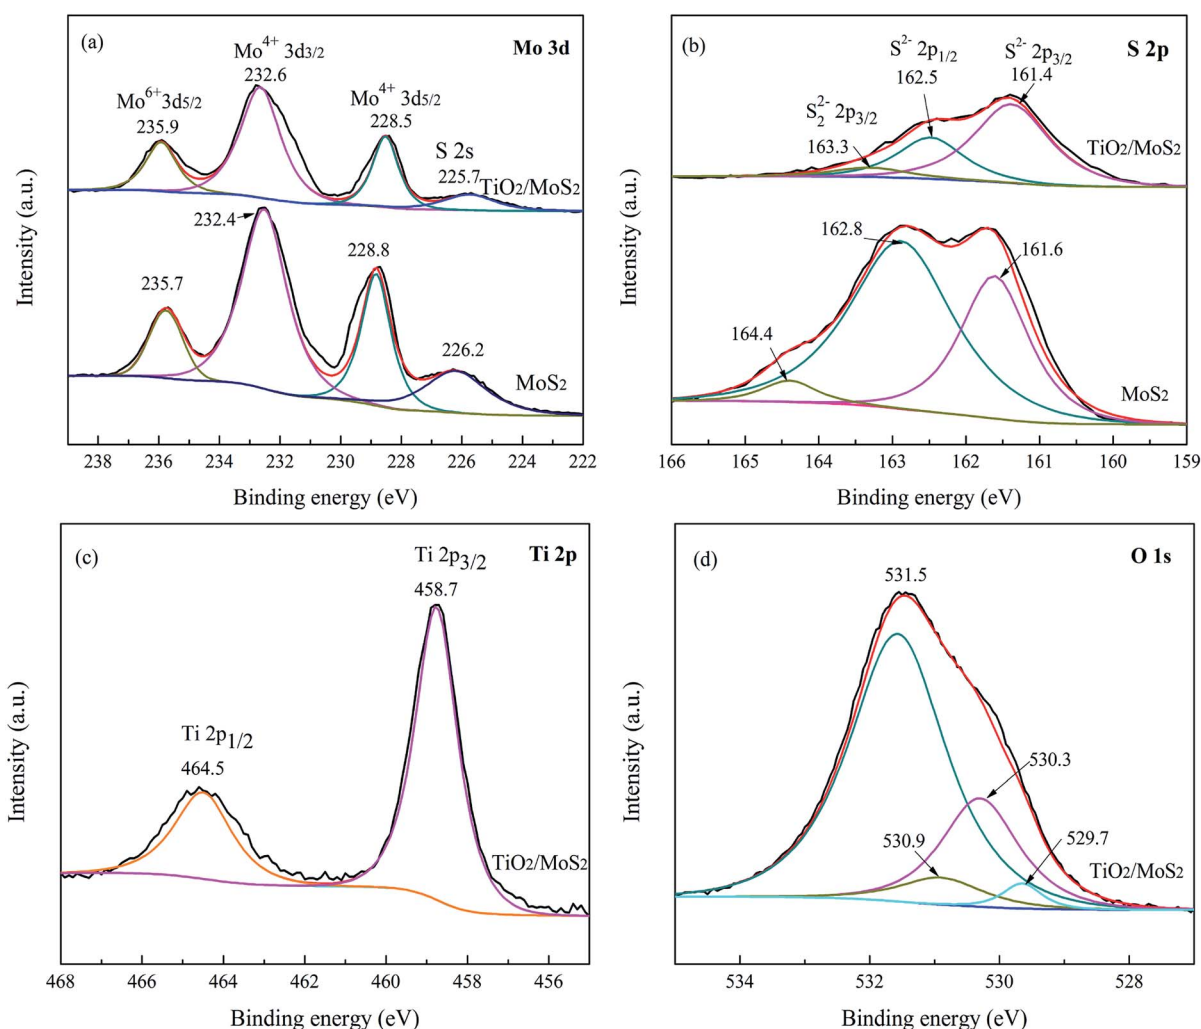 (a)
Mo 3d
Mo⁴⁺ 3d3/2
232.6
Mo⁶⁺3d5/2
235.9
Mo⁴⁺ 3d5/2
228.5
S 2s
225.7
TiO2/MoS2
232.4
228.8
235.7
226.2
MoS2
Intensity (a.u.)
238 236 234 232 230 228 226 224 222
Binding energy (eV)
(b)
S 2p
S²⁻ 2p1/2
162.5
S²⁻ 2p3/2
161.4
S2²⁻ 2p3/2
163.3
TiO2/MoS2
162.8
161.6
164.4
MoS2
Intensity (a.u.)
166 165 164 163 162 161 160 159
Binding energy (eV)
(c)
Ti 2p
Ti 2p3/2
458.7
Ti 2p1/2
464.5
TiO2/MoS2
Intensity (a.u.)
468 466 464 462 460 458 456
Binding energy (eV)
(d)
O 1s
531.5
530.3
530.9
529.7
TiO2/MoS2
Intensity (a.u.)
534 532 530 528
Binding energy (eV)